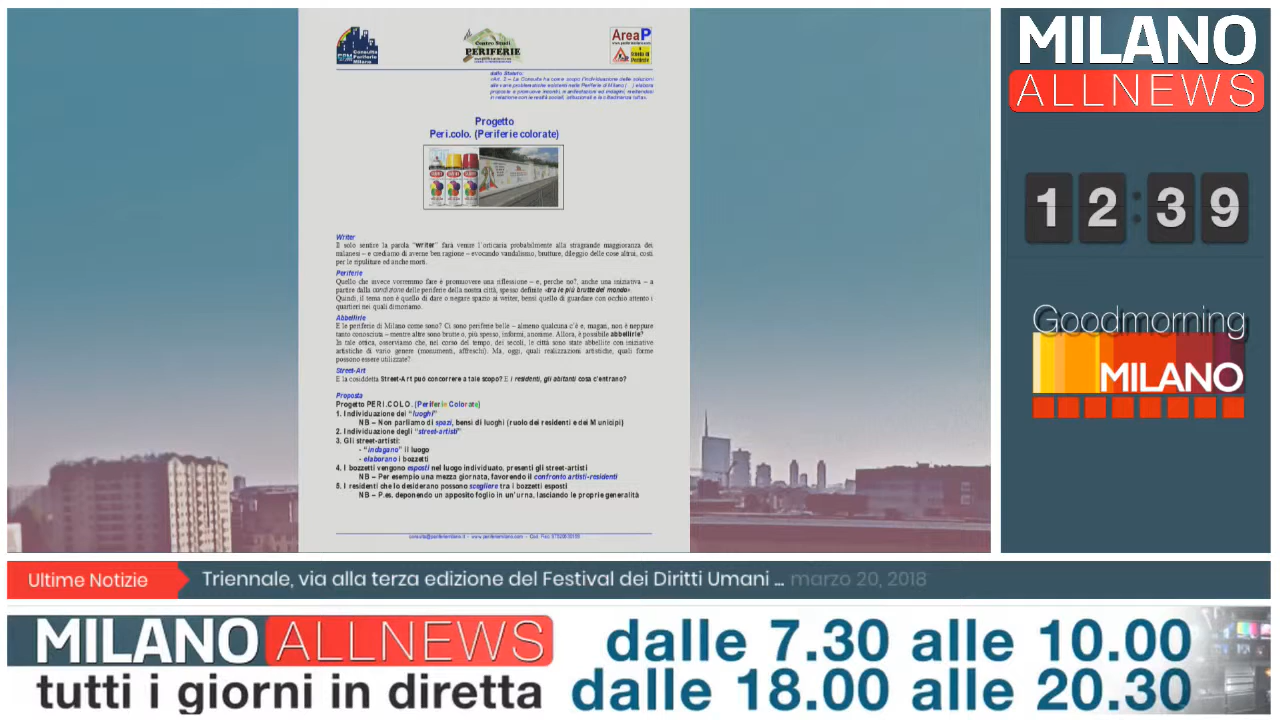 Consulta
Periferie
Milano
Centro Studi
PERIFERIE
Area P
dallo Statuto:
«Art. 2 – La Consulta ha come scopo l'individuazione delle soluzioni
alle varie problematiche esistenti nelle Periferie di Milano (…) elabora
proposte e promuove incontri, manifestazioni ed indagini, mettendosi
in relazione con le realtà sociali, istituzionali e la cittadinanza tutta».
Progetto
Peri.colo. (Periferie colorate)
Writer
Il solo sentire la parola "writer" farà venire l'orticaria probabilmente alla stragrande maggioranza dei
milanesi – e crediamo di averne ben ragione – evocando vandalismo, brutture, dileggio delle cose altrui, costi
per le ripuliture ed anche morti.
Periferie
Quello che invece vorremmo fare è promuovere una riflessione – e, perche no?, anche una iniziativa – a
partire dalla condizione delle periferie della nostra città, spesso definite «tra le più brutte del mondo».
Quindi, il tema non è quello di dare o negare spazio ai writer, bensì quello di guardare con occhio attento i
quartieri nei quali dimoriamo.
Abbellirle
E le periferie di Milano come sono? Ci sono periferie belle – almeno qualcuna c'è e, magari, non è neppure
tanto conosciuta – mentre altre sono brutte o, più spesso, informi, anonime. Allora, è possibile abbellirle?
In tale ottica, osserviamo che, nel corso del tempo, dei secoli, le città sono state abbellite con iniziative
artistiche di vario genere (monumenti, affreschi). Ma, oggi, quali realizzazioni artistiche, quali forme
possono essere utilizzate?
Street-Art
E la cosiddetta Street-Art può concorrere a tale scopo? E i residenti, gli abitanti cosa c'entrano?
Proposta
Progetto PERI.COLO. (Periferie Colorate)
1. Individuazione dei "luoghi"
NB – Non parliamo di spazi, bensi di luoghi (ruolo dei residenti e dei Municipi)
2. Individuazione degli "street-artisti"
3. Gli street-artisti:
- "indagano" il luogo
- elaborano i bozzetti
4. I bozzetti vengono esposti nel luogo individuato, presenti gli street-artisti
NB – Per esempio una mezza giornata, favorendo il confronto artisti-residenti
5. I residenti che lo desiderano possono scegliere tra i bozzetti esposti
NB – P.es. deponendo un apposito foglio in un'urna, lasciando le proprie generalità
MILANO
ALLNEWS
12:39
Goodmorning
MILANO
Ultime Notizie
Triennale, via alla terza edizione del Festival dei Diritti Umani ... marzo 20, 2018
MILANO ALLNEWS
tutti i giorni in diretta
dalle 7.30 alle 10.00
dalle 18.00 alle 20.30